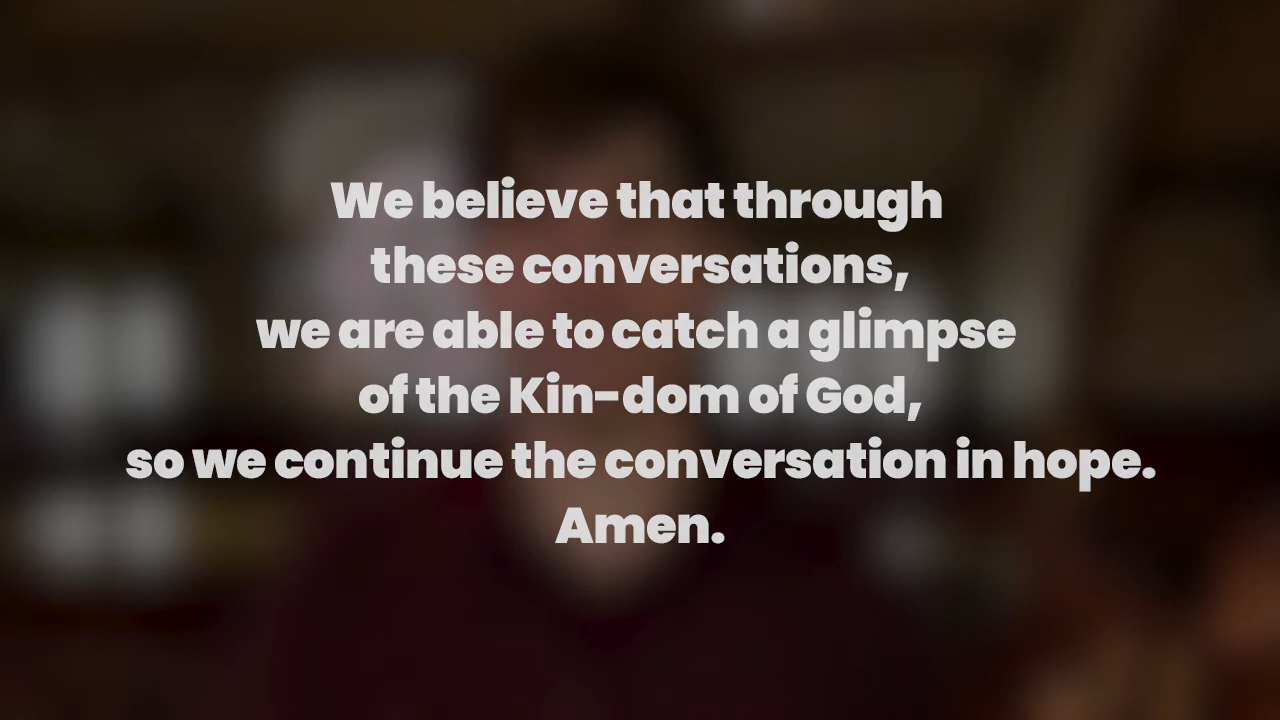 We believe that through
these conversations,
we are able to catch a glimpse
of the Kin-dom of God,
so we continue the conversation in hope.
Amen.